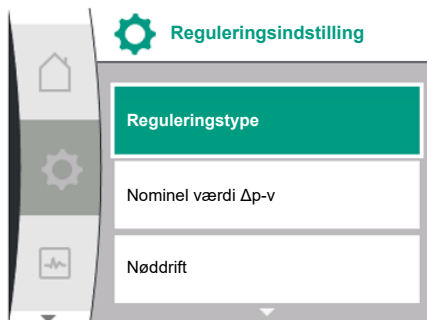 Reguleringsindstilling
Reguleringstype
Nominel værdi Δp-v
Nøddrift